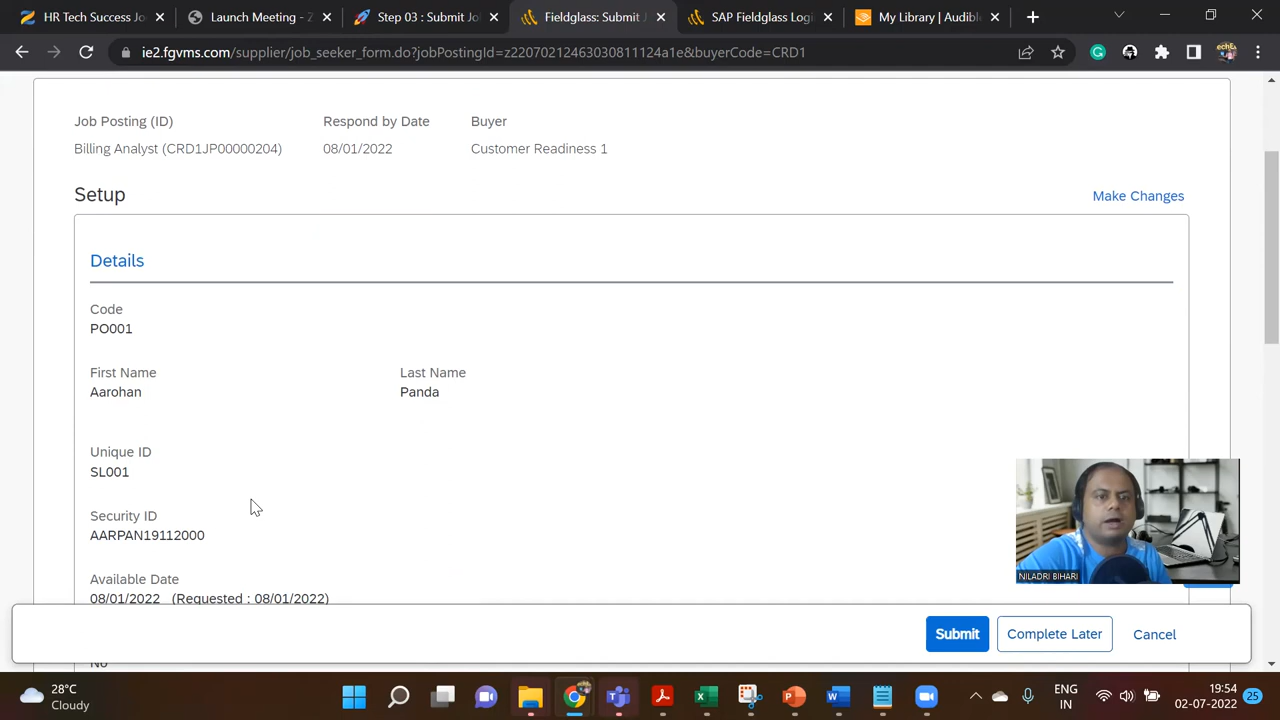 HR Tech Success Jo
Launch Meeting - Z
Step 03 : Submit Jo
Fieldglass: Submit J
SAP Fieldglass Logi
My Library | Audibl
ie2.fgvms.com/supplier/job_seeker_form.do?jobPostingId=z22070212463030811124a1e&buyerCode=CRD1
Job Posting (ID)
Respond by Date
Buyer
Billing Analyst (CRD1JP00000204)
08/01/2022
Customer Readiness 1
Setup
Make Changes
Details
Code
PO001
First Name
Last Name
Aarohan
Panda
Unique ID
SL001
Security ID
AARPAN19112000
Available Date
08/01/2022 (Requested : 08/01/2022)
No
NILADRI BIHARI
Submit
Complete Later
Cancel
28°C
Cloudy
ENG
IN
19:54
02-07-2022
25